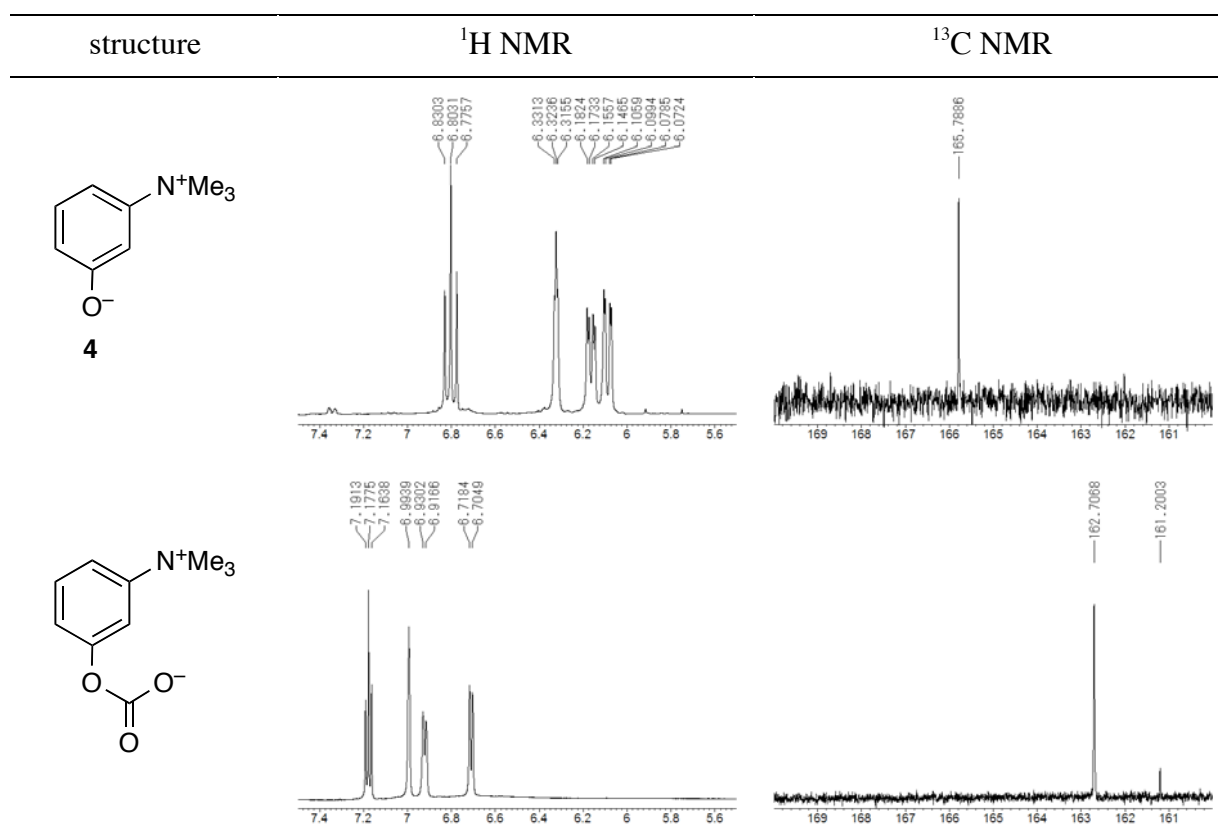 structure
¹H NMR
¹³C NMR
6.8303
6.8031
6.7757
6.3313
6.3236
6.3155
6.1824
6.1733
6.1557
6.1465
6.1059
6.0994
6.0785
6.0724
165.7886
N⁺Me₃
O⁻
4
7.4 7.2 7 6.8 6.6 6.4 6.2 6 5.8 5.6
169 168 167 166 165 164 163 162 161
7.1913
7.1775
7.1638
6.9939
6.9302
6.9166
6.7184
6.7049
162.7068
161.2003
N⁺Me₃
O O⁻
O
7.4 7.2 7 6.8 6.6 6.4 6.2 6 5.8 5.6
169 168 167 166 165 164 163 162 161